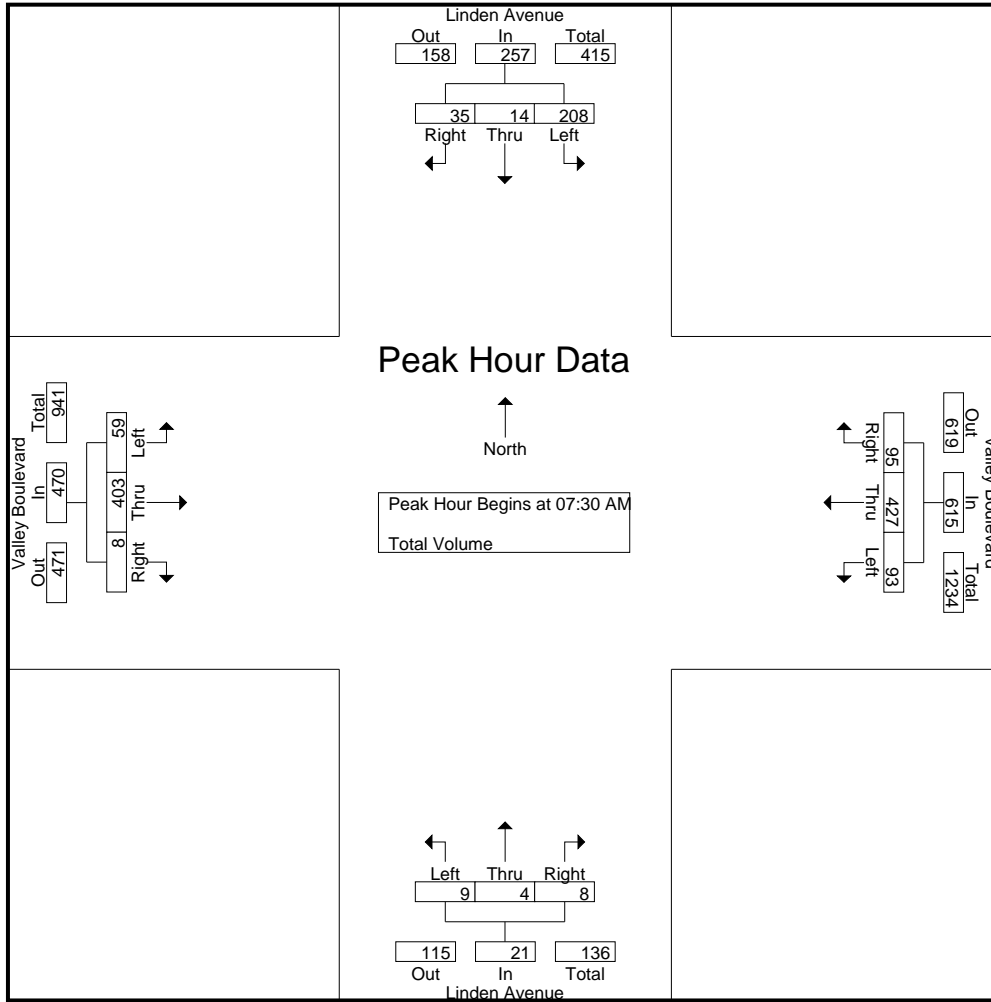 Linden Avenue
Out In Total
158 257 415
35 14 208
Right Thru Left
Peak Hour Data
North
Peak Hour Begins at 07:30 AM
Total Volume
Valley Boulevard
Out In Total
471 470 941
59 403 8
Left Thru Right
Valley Boulevard
Out In Total
619 615 1234
95 427 93
Right Thru Left
Left Thru Right
9 4 8
115 21 136
Out In Total
Linden Avenue